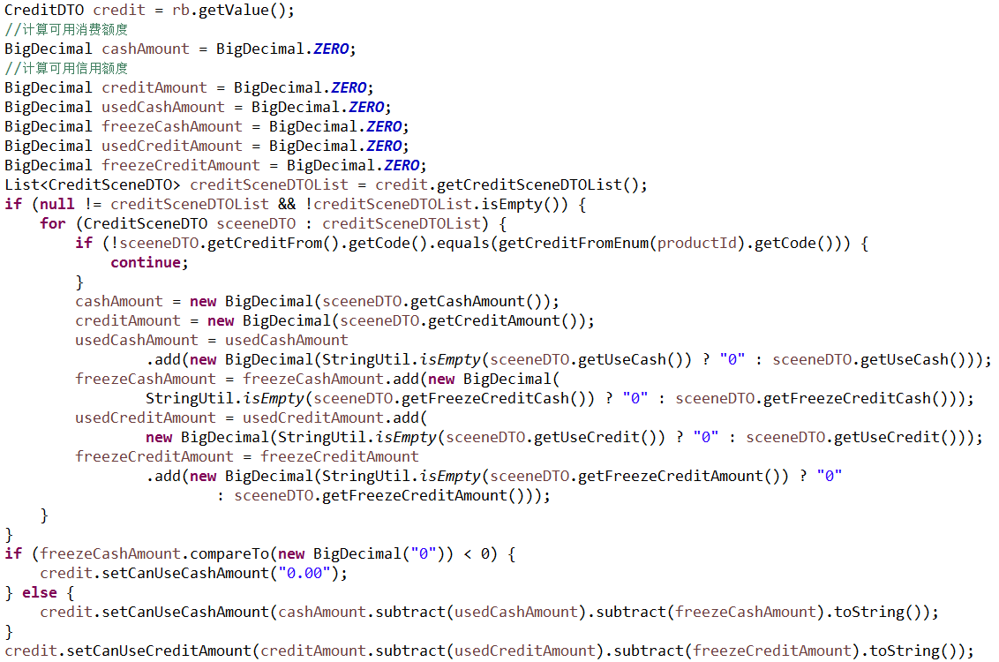 CreditDTO credit = rb.getValue();
//计算可用消费额度
BigDecimal cashAmount = BigDecimal.ZERO;
//计算可用信用额度
BigDecimal creditAmount = BigDecimal.ZERO;
BigDecimal usedCashAmount = BigDecimal.ZERO;
BigDecimal freezeCashAmount = BigDecimal.ZERO;
BigDecimal usedCreditAmount = BigDecimal.ZERO;
BigDecimal freezeCreditAmount = BigDecimal.ZERO;
List<CreditSceneDTO> creditSceneDTOList = credit.getCreditSceneDTOList();
if (null != creditSceneDTOList && !creditSceneDTOList.isEmpty()) {
    for (CreditSceneDTO sceeneDTO : creditSceneDTOList) {
        if (!sceeneDTO.getCreditFrom().getCode().equals(getCreditFromEnum(productId).getCode())) {
            continue;
        }
        cashAmount = new BigDecimal(sceeneDTO.getCashAmount());
        creditAmount = new BigDecimal(sceeneDTO.getCreditAmount());
        usedCashAmount = usedCashAmount
                .add(new BigDecimal(StringUtil.isEmpty(sceeneDTO.getUseCash()) ? "0" : sceeneDTO.getUseCash()));
        freezeCashAmount = freezeCashAmount.add(new BigDecimal(
                StringUtil.isEmpty(sceeneDTO.getFreezeCreditCash()) ? "0" : sceeneDTO.getFreezeCreditCash()));
        usedCreditAmount = usedCreditAmount.add(
                new BigDecimal(StringUtil.isEmpty(sceeneDTO.getUseCredit()) ? "0" : sceeneDTO.getUseCredit()));
        freezeCreditAmount = freezeCreditAmount
                .add(new BigDecimal(StringUtil.isEmpty(sceeneDTO.getFreezeCreditAmount()) ? "0"
                        : sceeneDTO.getFreezeCreditAmount()));
    }
}
if (freezeCashAmount.compareTo(new BigDecimal("0")) < 0) {
    credit.setCanUseCashAmount("0.00");
} else {
    credit.setCanUseCashAmount(cashAmount.subtract(usedCashAmount).subtract(freezeCashAmount).toString());
}
credit.setCanUseCreditAmount(creditAmount.subtract(usedCreditAmount).subtract(freezeCreditAmount).toString());